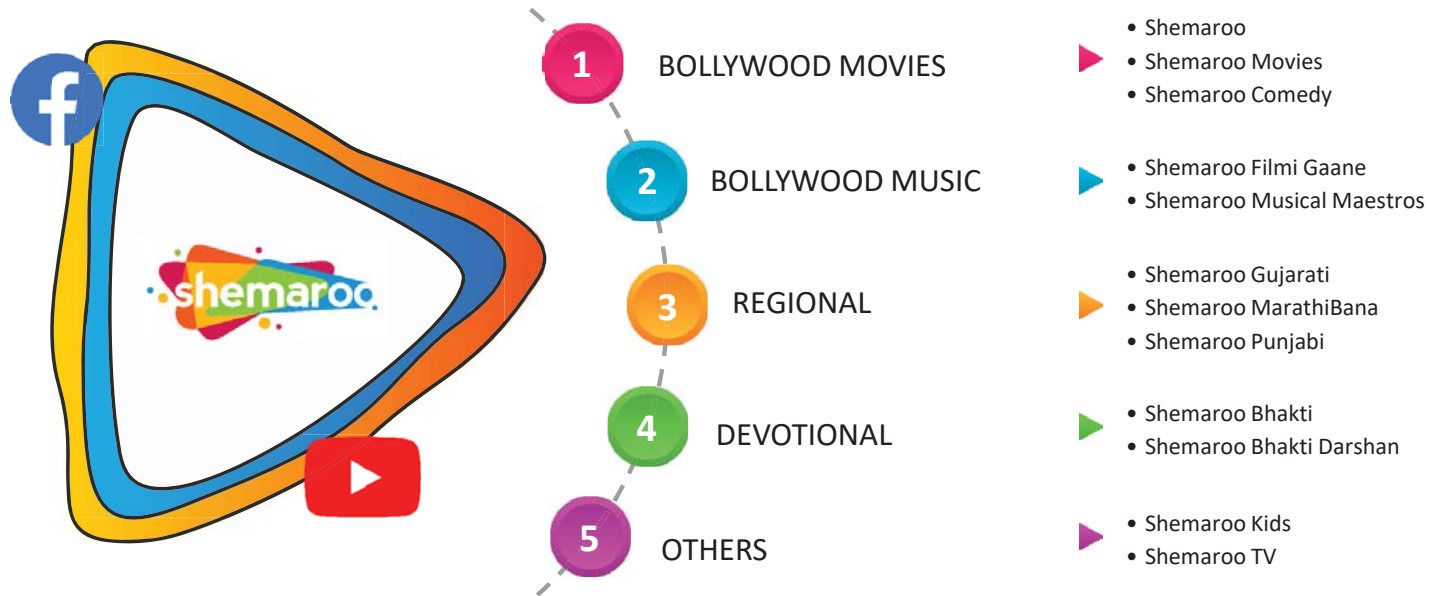 f
shemaroo
1
BOLLYWOOD MOVIES
• Shemaroo
• Shemaroo Movies
• Shemaroo Comedy
2
BOLLYWOOD MUSIC
• Shemaroo Filmi Gaane
• Shemaroo Musical Maestros
3
REGIONAL
• Shemaroo Gujarati
• Shemaroo MarathiBana
• Shemaroo Punjabi
4
DEVOTIONAL
• Shemaroo Bhakti
• Shemaroo Bhakti Darshan
5
OTHERS
• Shemaroo Kids
• Shemaroo TV